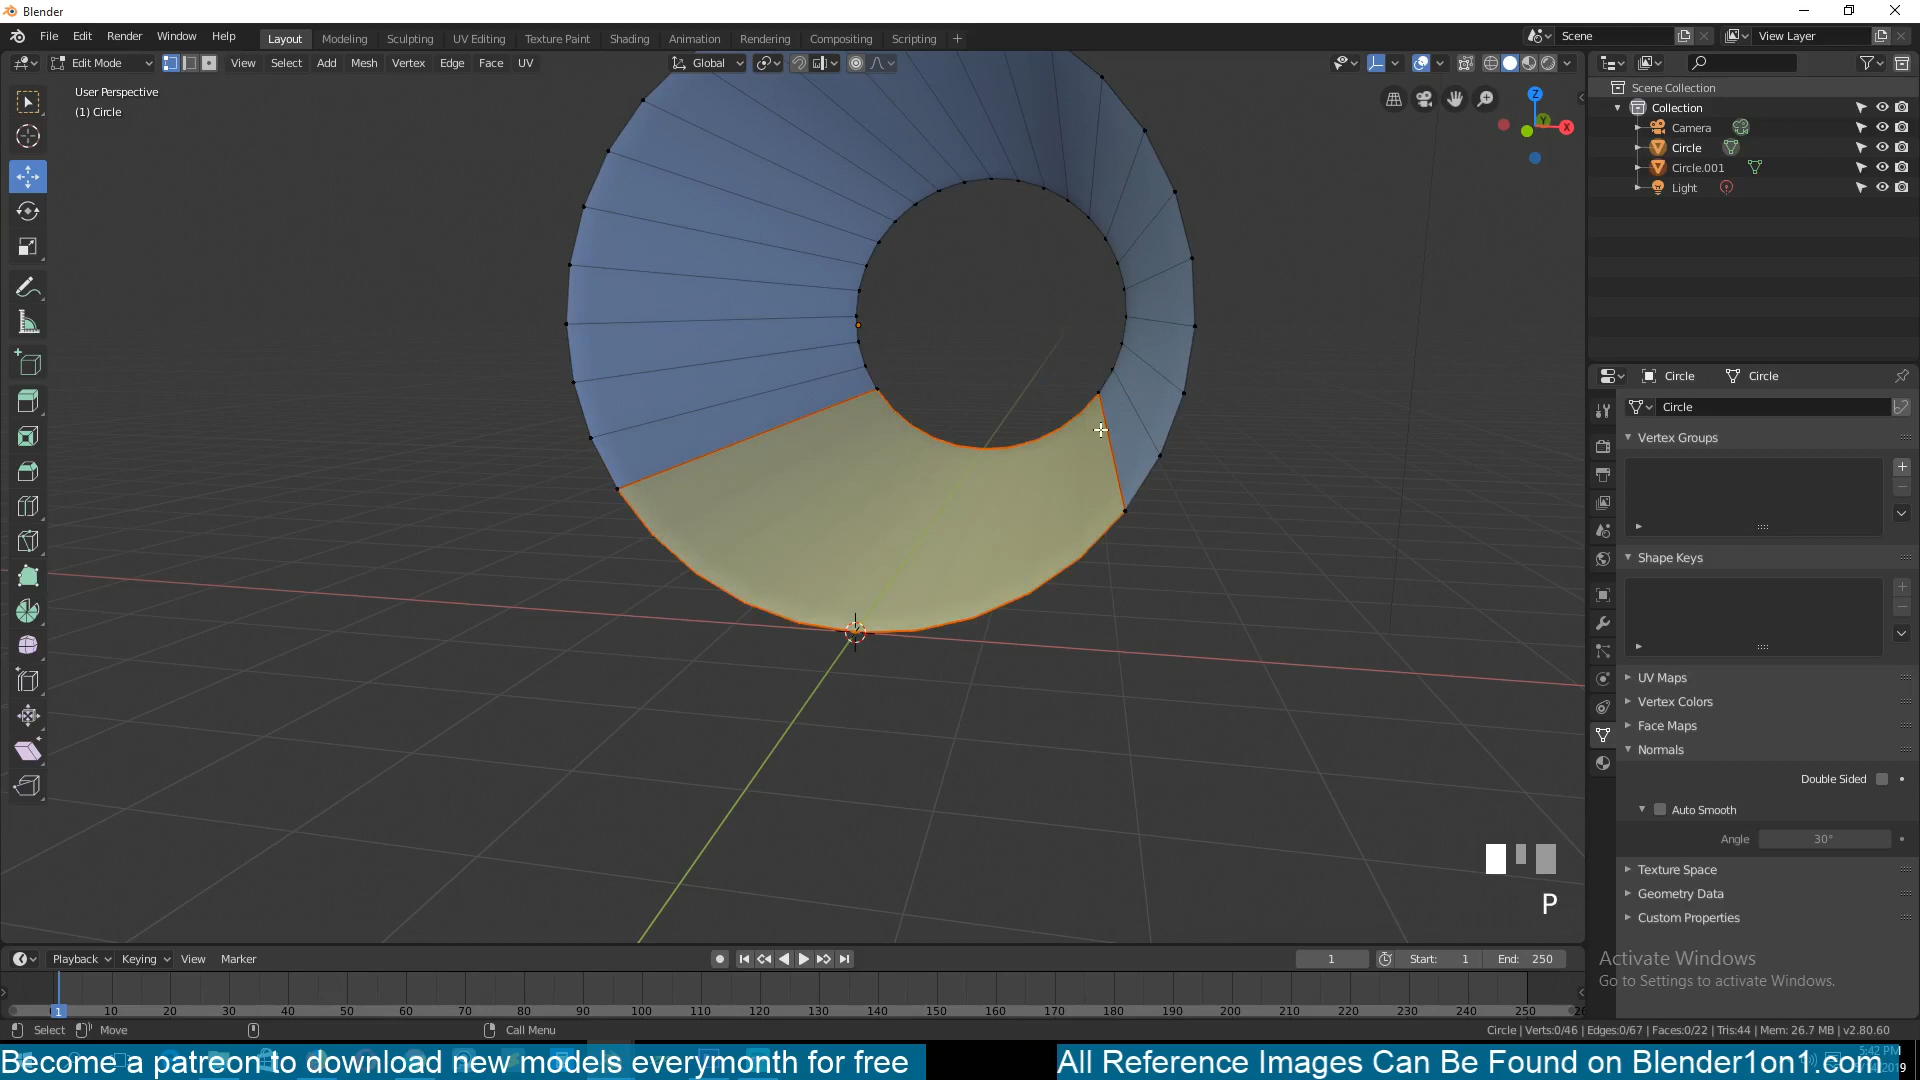 Blender
File Edit Render Window Help Layout Modeling Sculpting UV Editing Texture Paint Shading Animation Rendering Compositing Scripting + Scene View Layer
Edit Mode View Select Add Mesh Vertex Edge Face UV Global
User Perspective
(1) Circle
Z
Y
X
Scene Collection
Collection
Camera
Circle
Circle.001
Light
Circle Circle
Circle
Vertex Groups
Shape Keys
UV Maps
Vertex Colors
Face Maps
Normals
Double Sided
Auto Smooth
Angle 30°
Texture Space
Geometry Data
Custom Properties
P
Activate Windows
Go to Settings to activate Windows.
Playback Keying View Marker 1 Start: 1 End: 250
1 10 20 30 40 50 60 70 80 90 100 110 120 130 140 150 160 170 180 190 200 210 220 230 240 250
Select Move Call Menu Circle | Verts:0/46 | Edges:0/67 | Faces:0/22 | Tris:44 | Mem: 26.7 MB | v2.80.60
Become a patreon to download new models everymonth for free All Reference Images Can Be Found on Blender1on1.com
5:42 PM